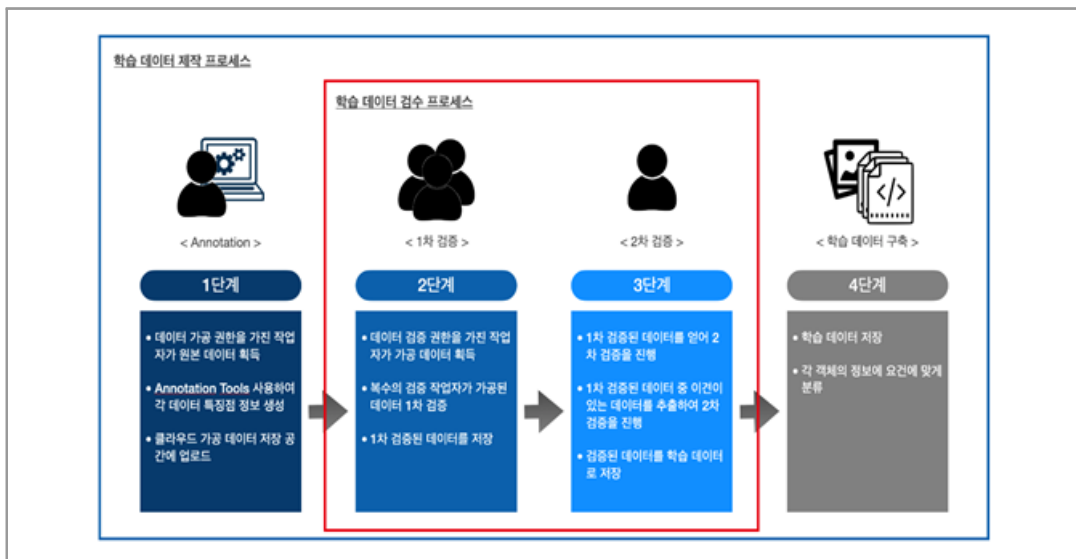 학습 데이터 제작 프로세스
학습 데이터 검수 프로세스
< Annotation >
< 1차 검증 >
< 2차 검증 >
< 학습 데이터 구축 >
1단계
2단계
3단계
4단계
• 데이터 가공 권한을 가진 작업
자가 원본 데이터 획득
• Annotation Tools 사용하여
각 데이터 특징점 정보 생성
• 클라우드 가공 데이터 저장 공
간에 업로드
• 데이터 검증 권한을 가진 작업
자가 가공 데이터 획득
• 복수의 검증 작업자가 가공된
데이터 1차 검증
• 1차 검증된 데이터를 저장
• 1차 검증된 데이터를 얻어 2
차 검증을 진행
• 1차 검증된 데이터 중 이견이
있는 데이터를 추출하여 2차
검증을 진행
• 검증된 데이터를 학습 데이터
로 저장
• 학습 데이터 저장
• 각 객체의 정보에 요건에 맞게
분류